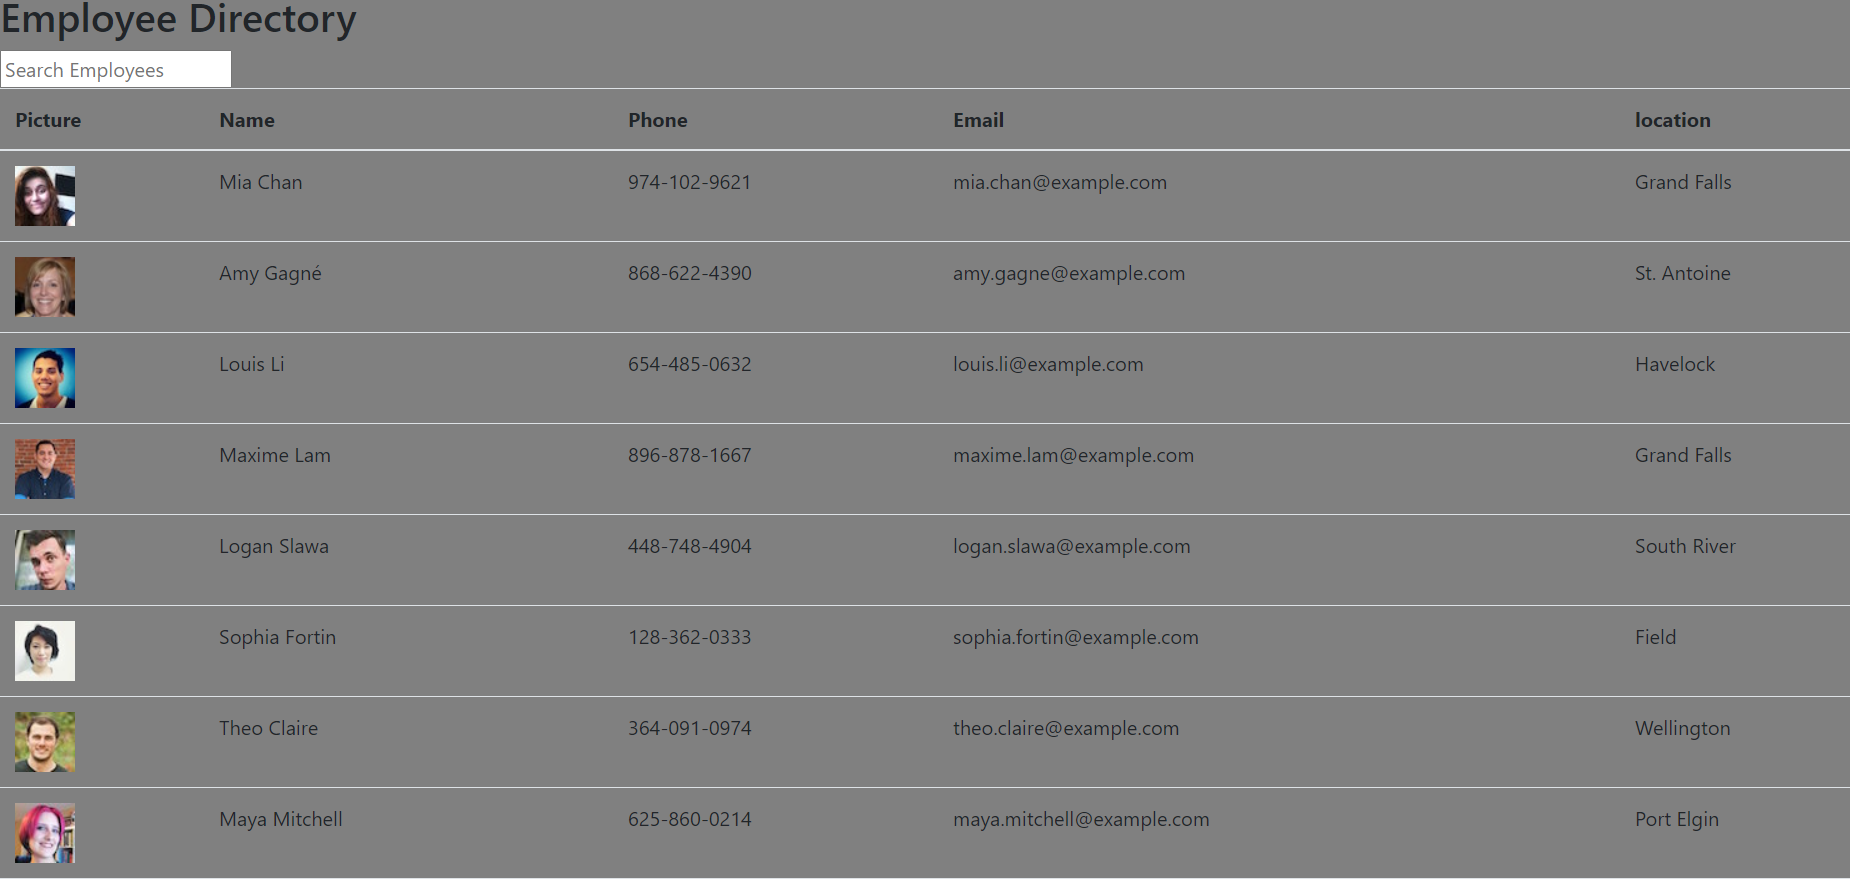 Employee Directory
Search Employees
Picture Name Phone Email location
Mia Chan 974-102-9621 mia.chan@example.com Grand Falls
Amy Gagné 868-622-4390 amy.gagne@example.com St. Antoine
Louis Li 654-485-0632 louis.li@example.com Havelock
Maxime Lam 896-878-1667 maxime.lam@example.com Grand Falls
Logan Slawa 448-748-4904 logan.slawa@example.com South River
Sophia Fortin 128-362-0333 sophia.fortin@example.com Field
Theo Claire 364-091-0974 theo.claire@example.com Wellington
Maya Mitchell 625-860-0214 maya.mitchell@example.com Port Elgin